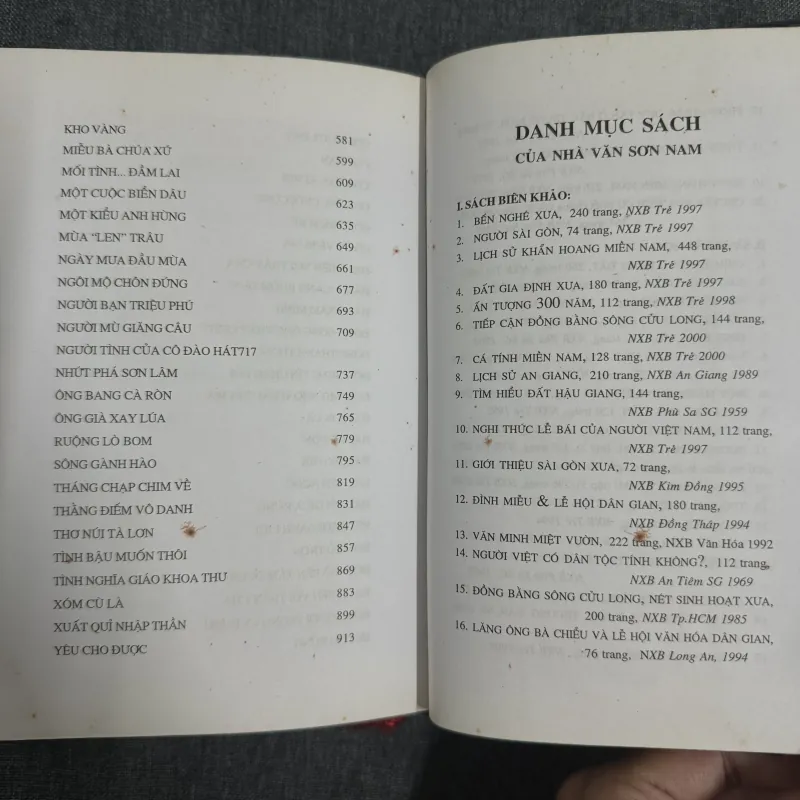 KHO VÀNG 581
MIỄU BÀ CHÚA XỨ 599
MỐI TÌNH... ĐẦM LAI 609
MỘT CUỘC BIỂN DÂU 623
MỘT KIỂU ANH HÙNG 635
MÙA “LEN” TRÂU 649
NGÀY MƯA ĐẦU MÙA 661
NGÔI MỘ CHÔN ĐỨNG 677
NGƯỜI BẠN TRIỆU PHÚ 693
NGƯỜI MÙ GIĂNG CÂU 709
NGƯỜI TÌNH CỦA CÔ ĐÀO HÁT717
NHỨT PHÁ SƠN LÂM 737
ÔNG BANG CÀ RÒN 749
ÔNG GIÀ XAY LÚA 765
RUỘNG LÒ BOM 779
SÔNG GÀNH HÀO 795
THÁNG CHẠP CHIM VỀ 819
THẰNG ĐIẾM VÔ DANH 831
THƠ NÚI TÀ LƠN 847
TÌNH BẬU MUỐN THÔI 857
TÌNH NGHĨA GIÁO KHOA THƯ 869
XÓM CÙ LÀ 883
XUẤT QUỈ NHẬP THẦN 899
YÊU CHO ĐƯỢC 913
DANH MỤC SÁCH
CỦA NHÀ VĂN SƠN NAM
I. SÁCH BIÊN KHẢO:
1. BẾN NGHÉ XƯA, 240 trang, NXB Trẻ 1997
2. NGƯỜI SÀI GÒN, 74 trang, NXB Trẻ 1997
3. LỊCH SỬ KHẨN HOANG MIỀN NAM, 448 trang,
NXB Trẻ 1997
4. ĐẤT GIA ĐỊNH XƯA, 180 trang, NXB Trẻ 1997
5. ẤN TƯỢNG 300 NĂM, 112 trang, NXB Trẻ 1998
6. TIẾP CẬN ĐỒNG BẰNG SÔNG CỬU LONG, 144 trang,
NXB Trẻ 2000
7. CÁ TÍNH MIỀN NAM, 128 trang, NXB Trẻ 2000
8. LỊCH SỬ AN GIANG, 210 trang, NXB An Giang 1989
9. TÌM HIỂU ĐẤT HẬU GIANG, 144 trang,
NXB Phù Sa SG 1959
10. NGHI THỨC LỄ BÁI CỦA NGƯỜI VIỆT NAM, 112 trang,
NXB Trẻ 1997
11. GIỚI THIỆU SÀI GÒN XƯA, 72 trang,
NXB Kim Đồng 1995
12. ĐÌNH MIỄU & LỄ HỘI DÂN GIAN, 180 trang,
NXB Đồng Tháp 1994
13. VĂN MINH MIỆT VƯỜN, 222 trang, NXB Văn Hóa 1992
14. NGƯỜI VIỆT CÓ DÂN TỘC TÍNH KHÔNG?, 112 trang,
NXB An Tiêm SG 1969
15. ĐỒNG BẰNG SÔNG CỬU LONG, NÉT SINH HOẠT XƯA,
200 trang, NXB Tp.HCM 1985
16. LĂNG ÔNG BÀ CHIỂU VÀ LỄ HỘI VĂN HÓA DÂN GIAN,
76 trang, NXB Long An, 1994